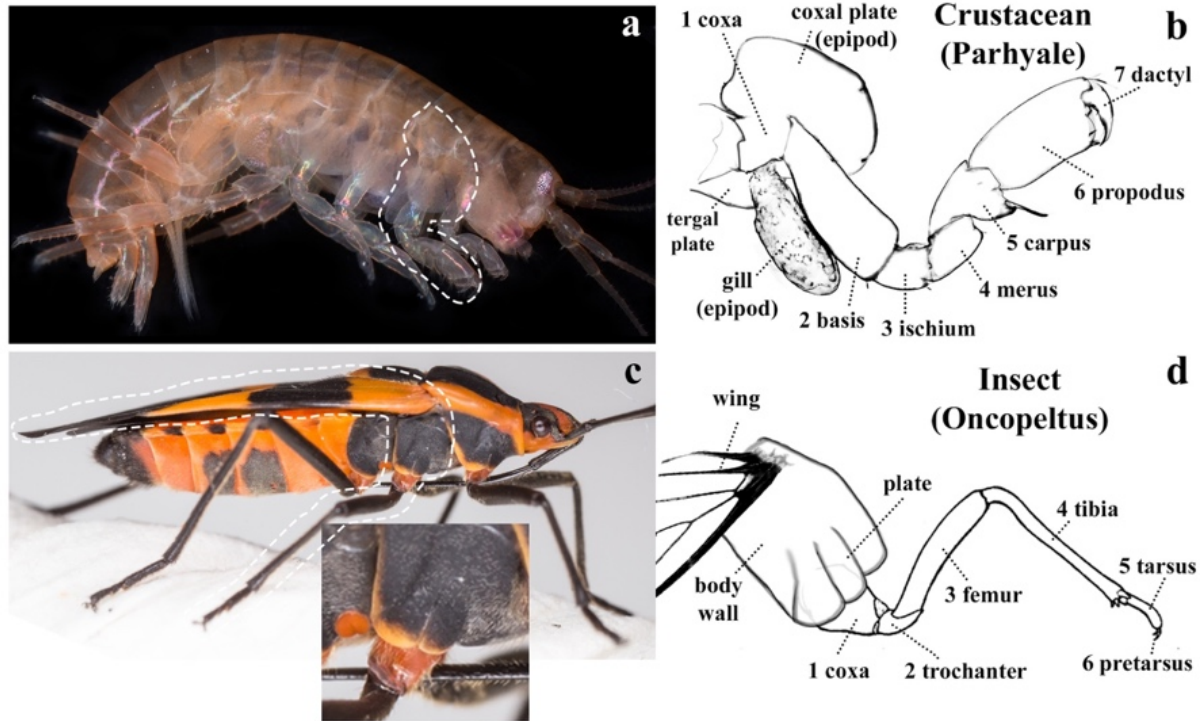 a
b
Crustacean
(Parhyale)
1 coxa
coxal plate
(epipod)
7 dactyl
6 propodus
tergal
plate
5 carpus
gill
(epipod)
4 merus
2 basis
3 ischium
c
d
Insect
(Oncopeltus)
wing
plate
4 tibia
body
wall
3 femur
5 tarsus
1 coxa
2 trochanter
6 pretarsus